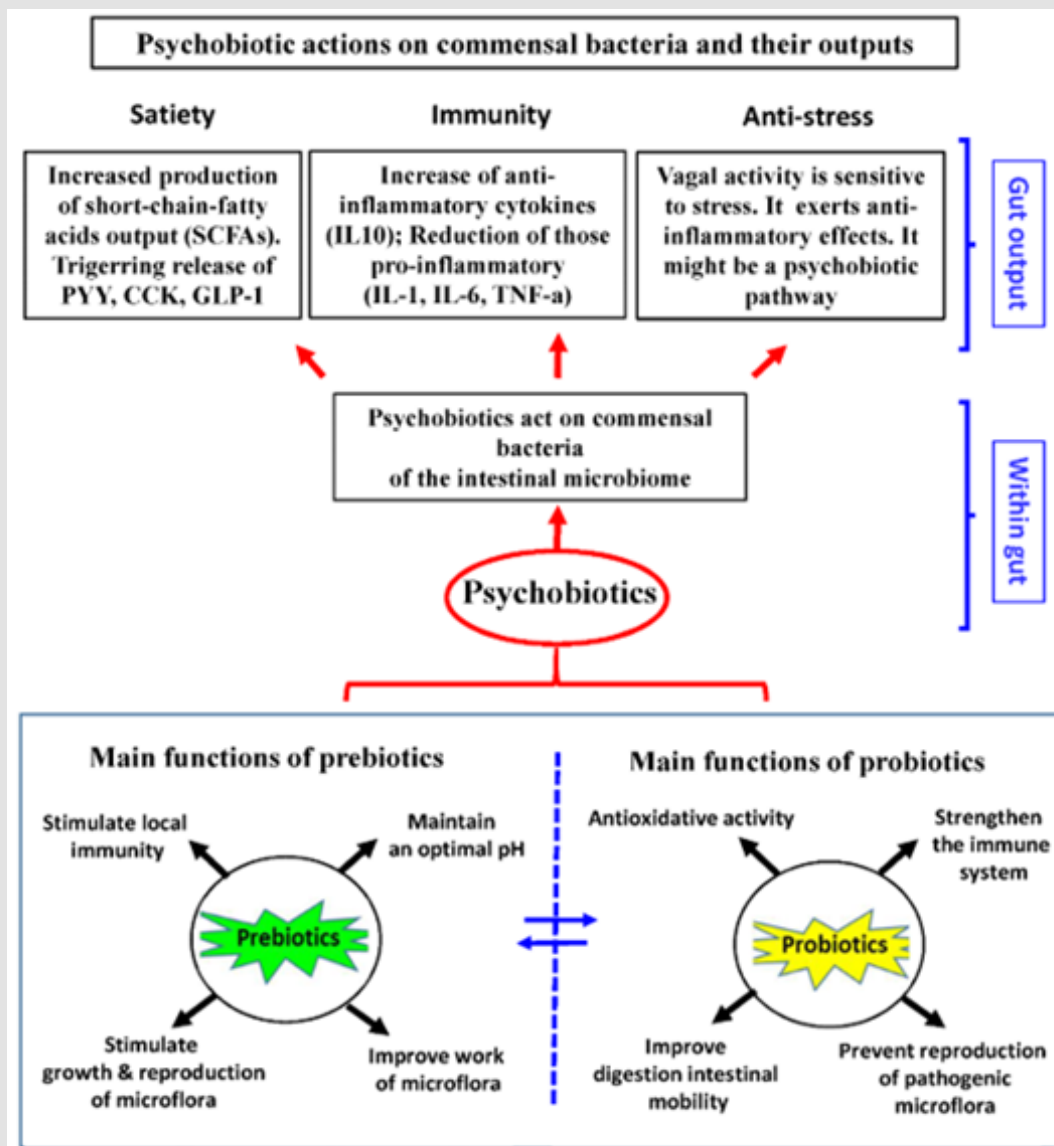 Psychobiotic actions on commensal bacteria and their outputs
Satiety
Immunity
Anti-stress
Increased production
of short-chain-fatty
acids output (SCFAs).
Trigerring release of
PYY, CCK, GLP-1
Increase of anti-
inflammatory cytokines
(IL10); Reduction of those
pro-inflammatory
(IL-1, IL-6, TNF-a)
Vagal activity is sensitive
to stress. It exerts anti-
inflammatory effects. It
might be a psychobiotic
pathway
Gut output
Psychobiotics act on commensal
bacteria
of the intestinal microbiome
Within gut
Psychobiotics
Main functions of prebiotics
Stimulate local
immunity
Maintain
an optimal pH
Prebiotics
Stimulate
growth & reproduction
of microflora
Improve work
of microflora
Main functions of probiotics
Antioxidative activity
Strengthen
the immune
system
Probiotics
Improve
digestion intestinal
mobility
Prevent reproduction
of pathogenic
microflora